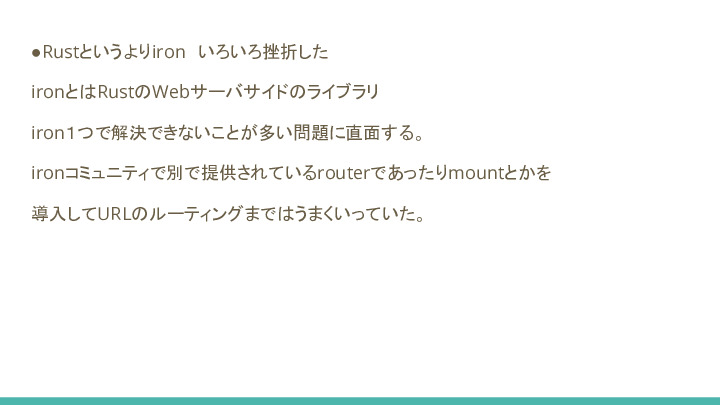 ●Rustというよりiron　いろいろ挫折した
ironとはRustのWebサーバサイドのライブラリ
iron１つで解決できないことが多い問題に直面する。
ironコミュニティで別で提供されているrouterであったりmountとかを
導入してURLのルーティングまではうまくいっていた。